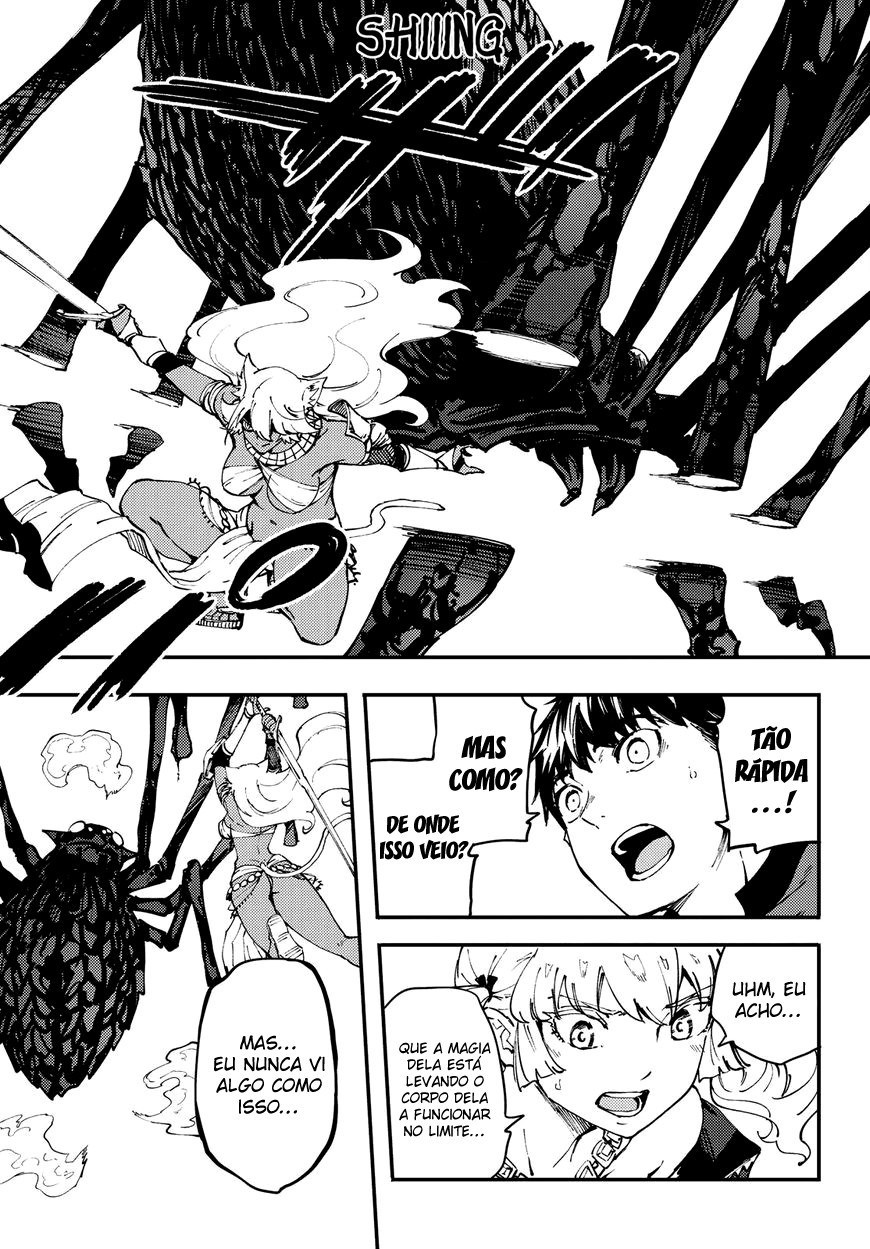 SHIIING
TÃO
RÁPIDA
...!
MAS
COMO?
DE ONDE
ISSO VEIO?
UHM, EU
ACHO...
QUE A MAGIA
DELA ESTÁ
LEVANDO O
CORPO DELA
A FUNCIONAR
NO LIMITE...
MAS...
EU NUNCA VI
ALGO COMO
ISSO...